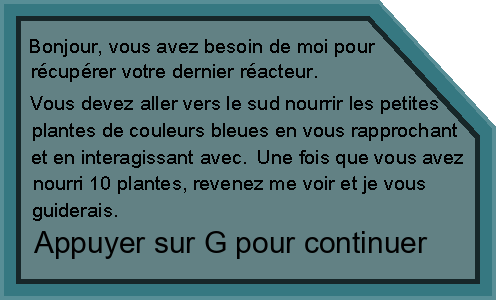 Bonjour, vous avez besoin de moi pour
récupérer votre dernier réacteur.
Vous devez aller vers le sud nourrir les petites
plantes de couleurs bleues en vous rapprochant
et en interagissant avec. Une fois que vous avez
nourri 10 plantes, revenez me voir et je vous
guiderais.
Appuyer sur G pour continuer